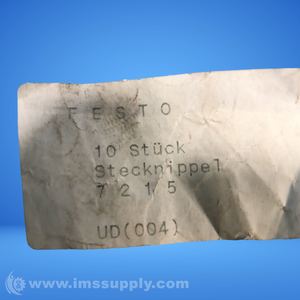 FESTO
10 Stück
Stecknippel
7215
UD(004)
www.imssupply.com